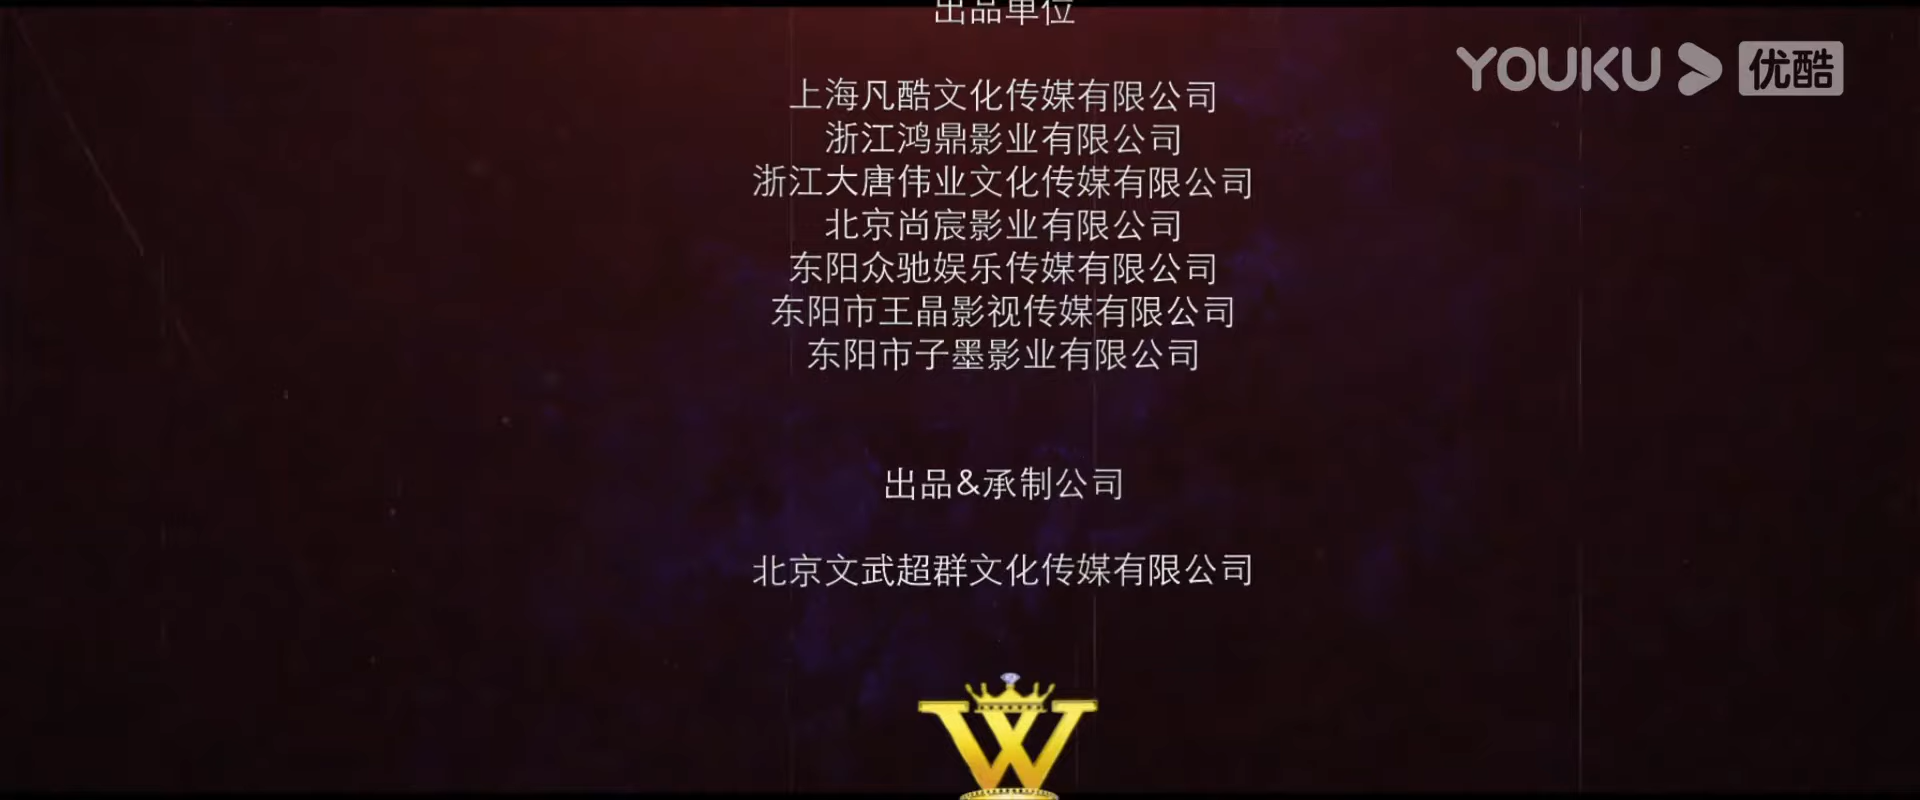 出品单位
YOUKU 优酷
上海凡酷文化传媒有限公司
浙江鸿鼎影业有限公司
浙江大唐伟业文化传媒有限公司
北京尚宸影业有限公司
东阳众驰娱乐传媒有限公司
东阳市王晶影视传媒有限公司
东阳市子墨影业有限公司
出品&承制公司
北京文武超群文化传媒有限公司
W